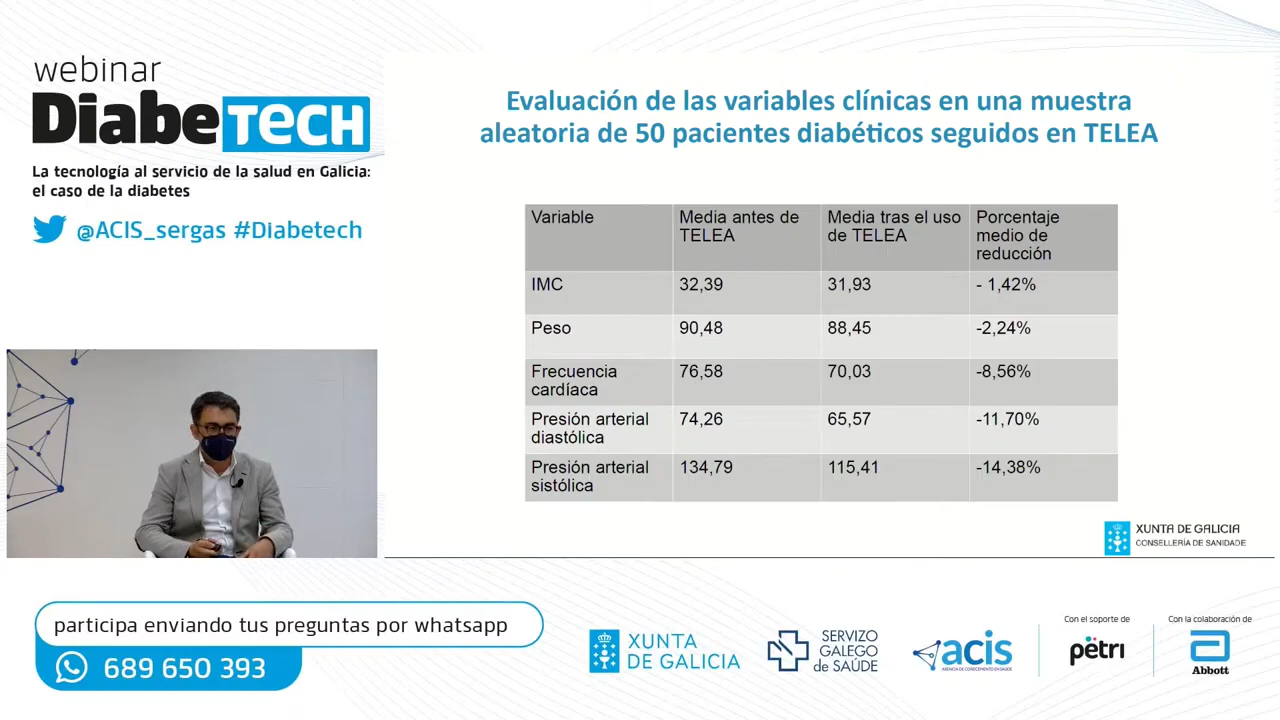 webinar
DiabeTECH
La tecnología al servicio de la salud en Galicia:
el caso de la diabetes
@ACIS_sergas #Diabetech
Evaluación de las variables clínicas en una muestra
aleatoria de 50 pacientes diabéticos seguidos en TELEA
Variable
Media antes de
TELEA
Media tras el uso
de TELEA
Porcentaje
medio de
reducción
IMC
32,39
31,93
- 1,42%
Peso
90,48
88,45
-2,24%
Frecuencia
cardíaca
76,58
70,03
-8,56%
Presión arterial
diastólica
74,26
65,57
-11,70%
Presión arterial
sistólica
134,79
115,41
-14,38%
XUNTA DE GALICIA
CONSELLERÍA DE SANIDADE
participa enviando tus preguntas por whatsapp
689 650 393
XUNTA
DE GALICIA
SERVIZO
GALEGO
de SAÚDE
acis
AXENCIA DE COÑECEMENTO EN SAÚDE
Con el soporte de
pëtri
Con la colaboración de
Abbott